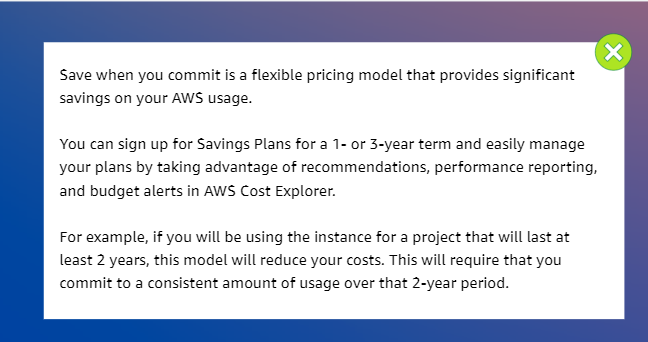 Save when you commit is a flexible pricing model that provides significant
savings on your AWS usage.
You can sign up for Savings Plans for a 1- or 3-year term and easily manage
your plans by taking advantage of recommendations, performance reporting,
and budget alerts in AWS Cost Explorer.
For example, if you will be using the instance for a project that will last at
least 2 years, this model will reduce your costs. This will require that you
commit to a consistent amount of usage over that 2-year period.